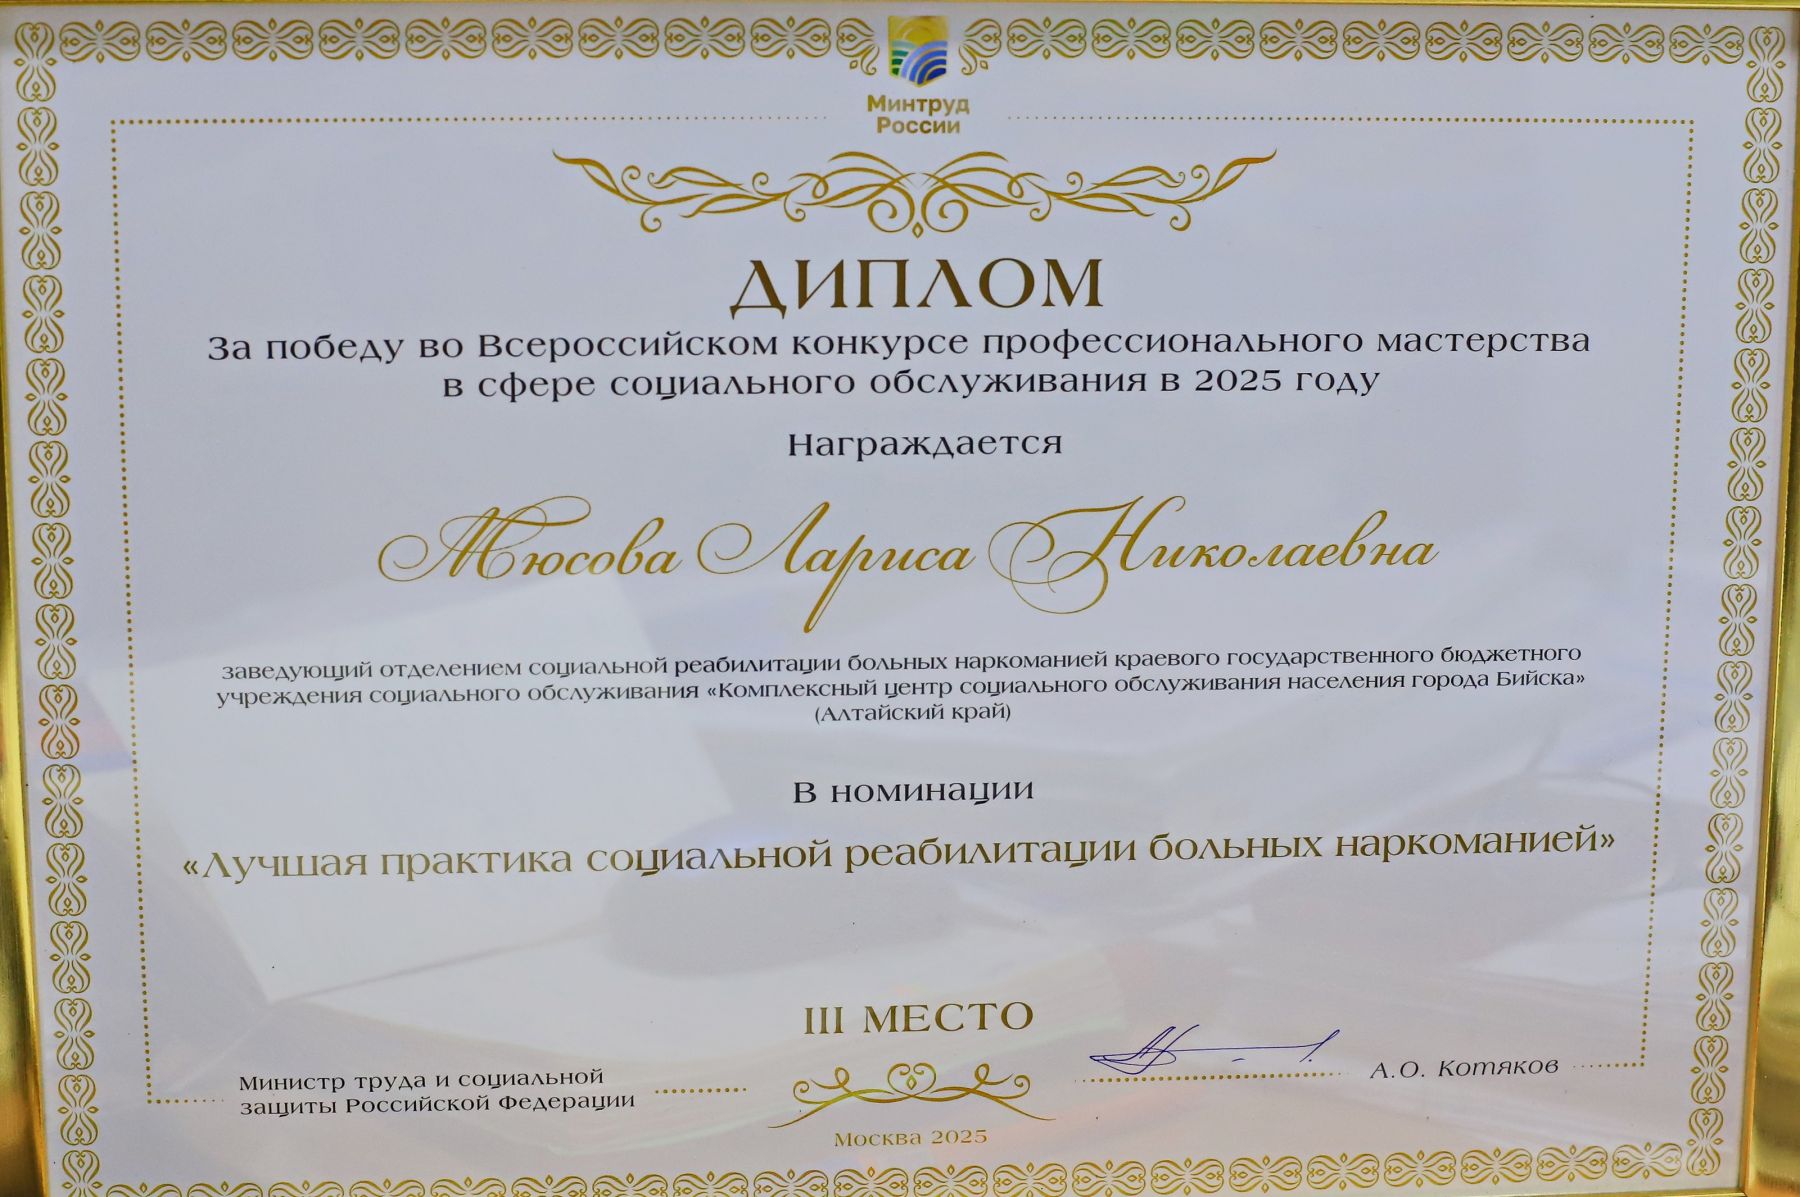 Минтруд
России
ДИПЛОМ
За победу во Всероссийском конкурсе профессионального мастерства
в сфере социального обслуживания в 2025 году
Награждается
Мюсова Лариса Николаевна
заведующий отделением социальной реабилитации больных наркоманией краевого государственного бюджетного
учреждения социального обслуживания «Комплексный центр социального обслуживания населения города Бийска»
(Алтайский край)
В номинации
«Лучшая практика социальной реабилитации больных наркоманией»
III МЕСТО
Министр труда и социальной
защиты Российской Федерации
А.О. Котяков
Москва 2025